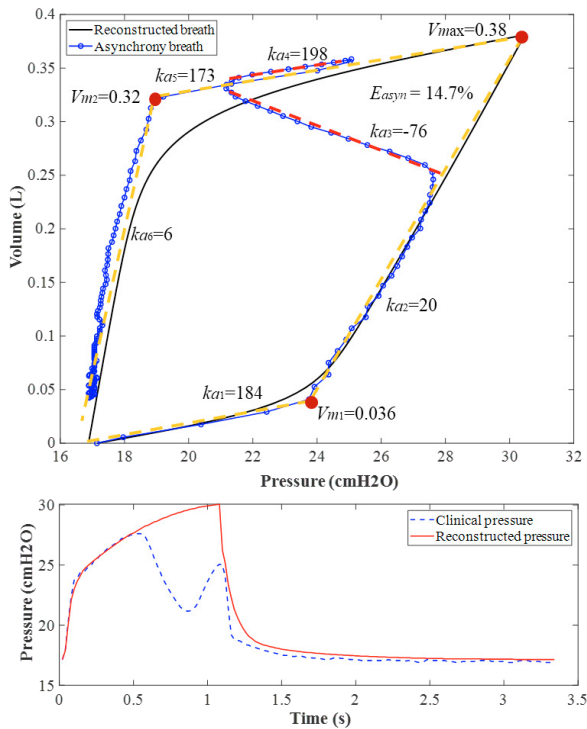 Reconstructed breath
Asynchrony breath
Vmax=0.38
ka4=198
ka5=173
Vm2=0.32
Easyn = 14.7%
ka3=-76
ka6=6
ka2=20
ka1=184
Vm1=0.036
Volume (L)
0.4
0.35
0.3
0.25
0.2
0.15
0.1
0.05
0
16 18 20 22 24 26 28 30 32
Pressure (cmH2O)
Clinical pressure
Reconstructed pressure
Pressure (cmH2O)
30
25
15
0 0.5 1 1.5 2 2.5 3 3.5
Time (s)